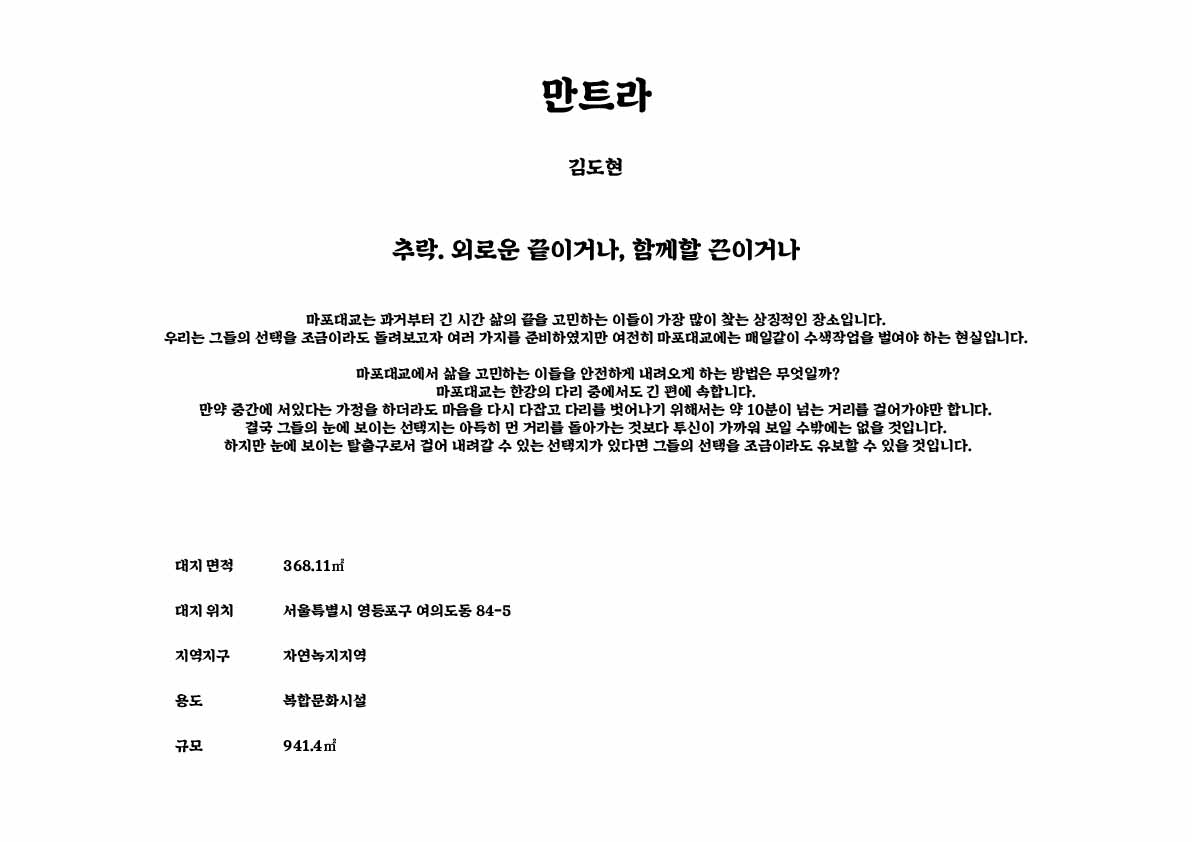 만트라
김도현
추락. 외로운 끝이거나, 함께할 끈이거나
마포대교는 과거부터 긴 시간 삶의 끝을 고민하는 이들이 가장 많이 찾는 상징적인 장소입니다.
우리는 그들의 선택을 조금이라도 돌려보고자 여러 가지를 준비하였지만 여전히 마포대교에는 매일같이 수색작업을 벌여야 하는 현실입니다.
마포대교에서 삶을 고민하는 이들을 안전하게 내려오게 하는 방법은 무엇일까?
마포대교는 한강의 다리 중에서도 긴 편에 속합니다.
만약 중간에 서있다는 가정을 하더라도 마음을 다시 다잡고 다리를 벗어나기 위해서는 약 10분이 넘는 거리를 걸어가야만 합니다.
결국 그들의 눈에 보이는 선택지는 아득히 먼 거리를 돌아가는 것보다 투신이 가까워 보일 수밖에는 없을 것입니다.
하지만 눈에 보이는 탈출구로서 걸어 내려갈 수 있는 선택지가 있다면 그들의 선택을 조금이라도 유보할 수 있을 것입니다.
대지 면적 368.11㎡
대지 위치 서울특별시 영등포구 여의도동 84-5
지역지구 자연녹지지역
용도 복합문화시설
규모 941.4㎡